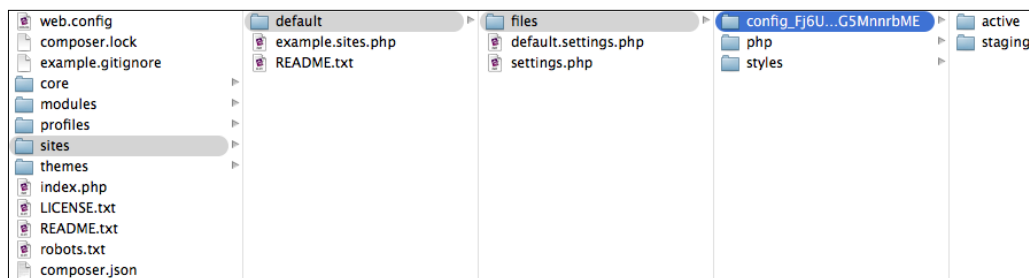 web.config
composer.lock
example.gitignore
core
modules
profiles
sites
themes
index.php
LICENSE.txt
README.txt
robots.txt
composer.json
default
example.sites.php
README.txt
files
default.settings.php
settings.php
config_Fj6U...G5MnnrbME
php
styles
active
staging